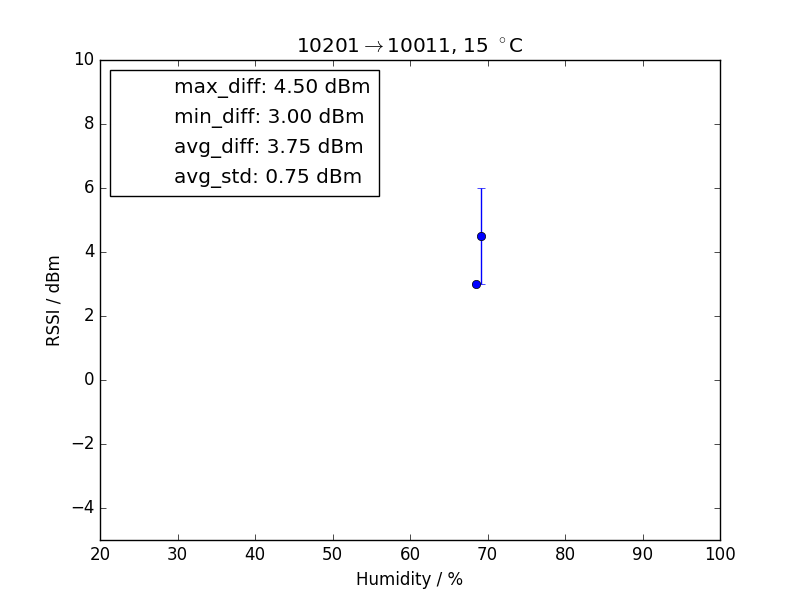 10201→10011, 15 °C
10
8
6
4
2
0
−2
−4
max_diff: 4.50 dBm
min_diff: 3.00 dBm
avg_diff: 3.75 dBm
avg_std: 0.75 dBm
RSSI / dBm
20 30 40 50 60 70 80 90 100
Humidity / %